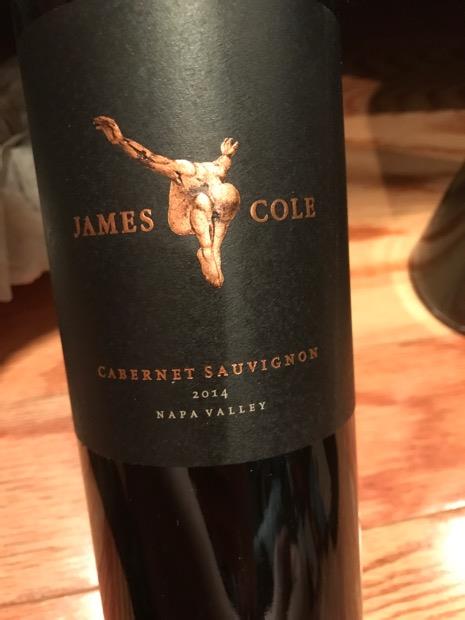 JAMES COLE
CABERNET SAUVIGNON
2014
NAPA VALLEY